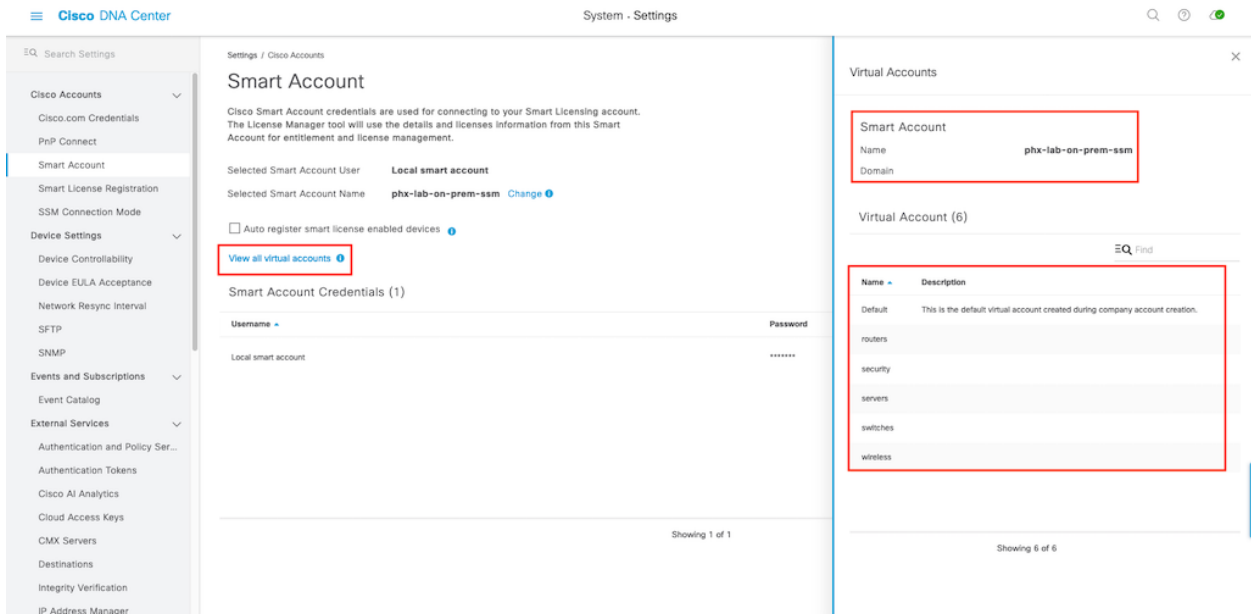 Cisco DNA Center
System - Settings
Search Settings
Cisco Accounts
Cisco.com Credentials
PnP Connect
Smart Account
Smart License Registration
SSM Connection Mode
Device Settings
Device Controllability
Device EULA Acceptance
Network Resync Interval
SFTP
SNMP
Events and Subscriptions
Event Catalog
External Services
Authentication and Policy Ser...
Authentication Tokens
Cisco AI Analytics
Cloud Access Keys
CMX Servers
Destinations
Integrity Verification
IP Address Manager
Settings / Cisco Accounts
Smart Account
Cisco Smart Account credentials are used for connecting to your Smart Licensing account.
The License Manager tool will use the details and licenses information from this Smart
Account for entitlement and license management.
Selected Smart Account User Local smart account
Selected Smart Account Name phx-lab-on-prem-ssm Change
Auto register smart license enabled devices
View all virtual accounts
Smart Account Credentials (1)
Username Password
Local smart account *******
Showing 1 of 1
Virtual Accounts
Smart Account
Name phx-lab-on-prem-ssm
Domain
Virtual Account (6)
Find
Name Description
Default This is the default virtual account created during company account creation.
routers
security
servers
switches
wireless
Showing 6 of 6